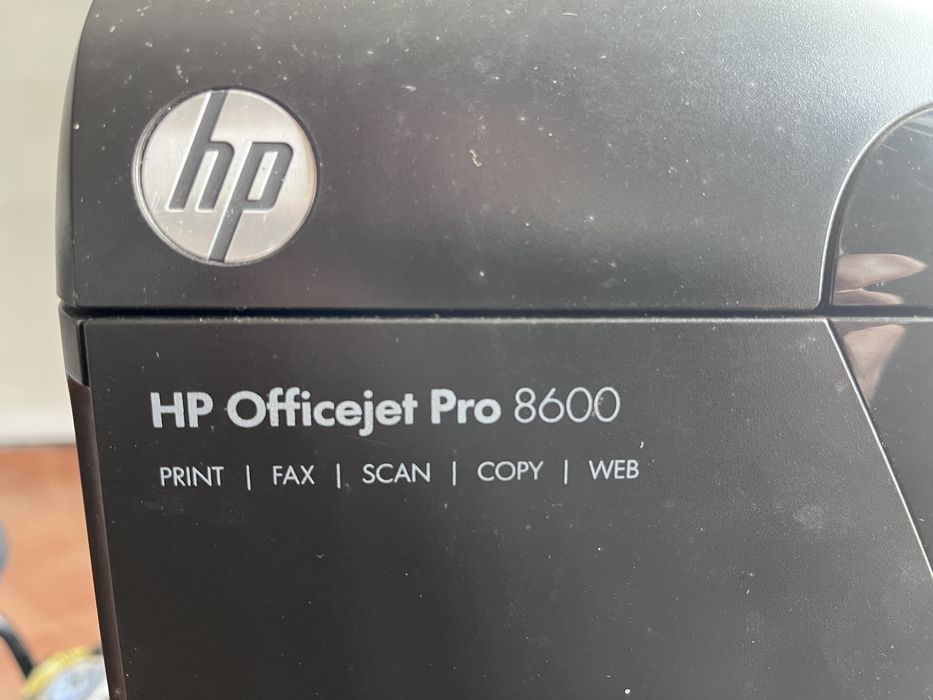 hp
HP Officejet Pro 8600
PRINT | FAX | SCAN | COPY | WEB